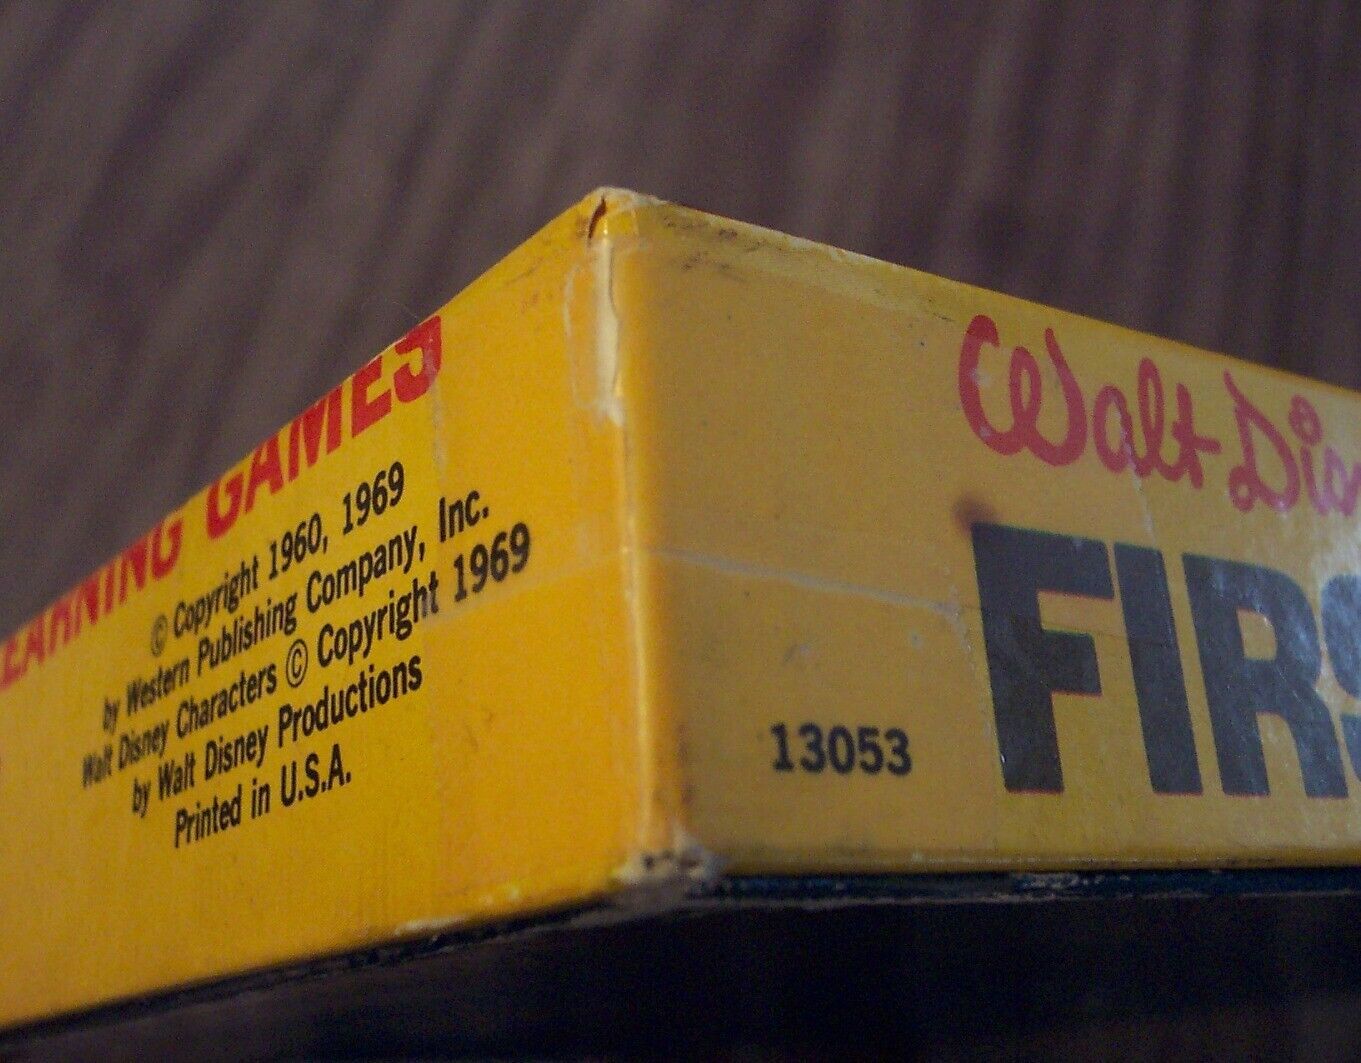 LEARNING GAMES
© Copyright 1960, 1969
by Western Publishing Company, Inc.
Walt Disney Characters © Copyright 1969
by Walt Disney Productions
Printed in U.S.A.
Walt
13053